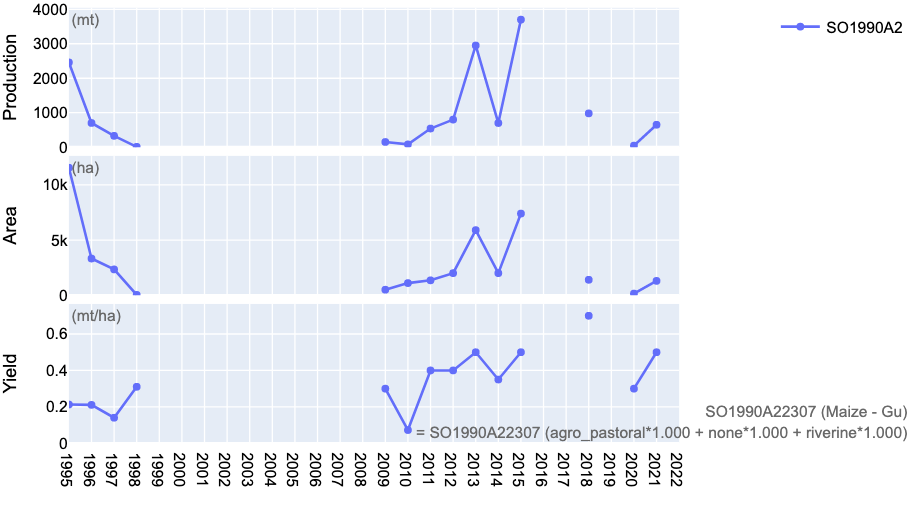 (mt)
Production
4000
3000
2000
1000
0
SO1990A2
(ha)
Area
10k
5k
0
(mt/ha)
Yield
0.6
0.4
0.2
0
SO1990A22307 (Maize - Gu)
= SO1990A22307 (agro_pastoral*1.000 + none*1.000 + riverine*1.000)
1995 1996 1997 1998 1999 2000 2001 2002 2003 2004 2005 2006 2007 2008 2009 2010 2011 2012 2013 2014 2015 2016 2017 2018 2019 2020 2021 2022